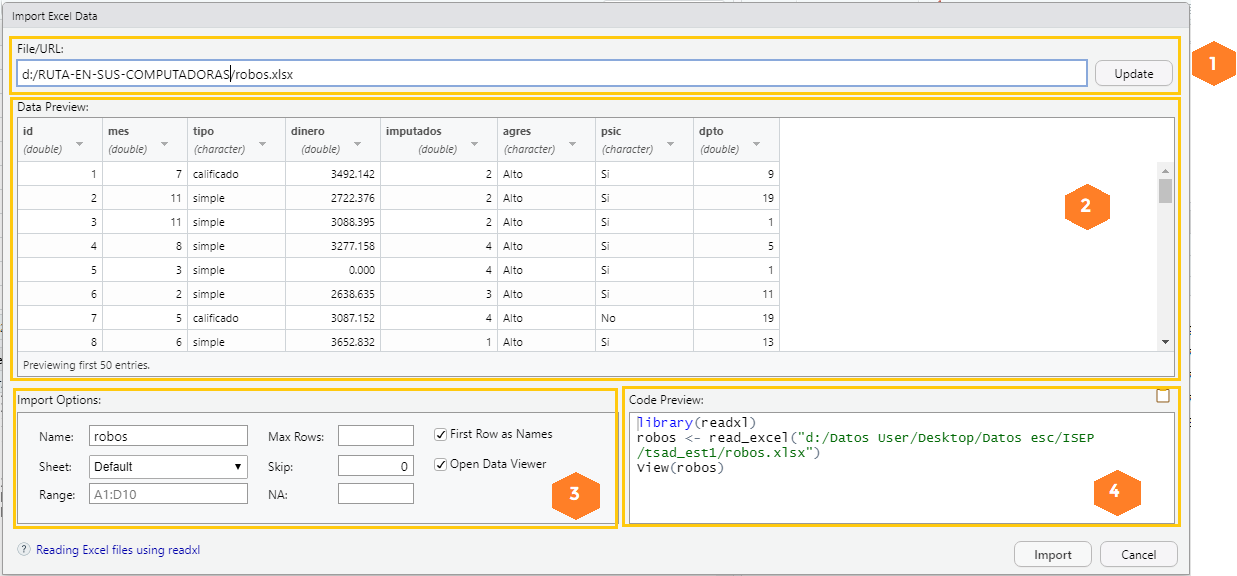 Import Excel Data
File/URL:
d:/RUTA-EN-SUS-COMPUTADORAS/robos.xlsx
Update
1
Data Preview:
id mes tipo dinero imputados agres psic dpto
(double) (double) (character) (double) (double) (character) (character) (double)
1 7 calificado 3492.142 2 Alto Si 9
2 11 simple 2722.376 2 Alto Si 19
3 11 simple 3088.395 2 Alto Si 1
4 8 simple 3277.158 4 Alto Si 5
5 3 simple 0.000 4 Alto Si 1
6 2 simple 2638.635 3 Alto Si 11
7 5 calificado 3087.152 4 Alto No 19
8 6 simple 3652.832 1 Alto Si 13
Previewing first 50 entries.
2
Import Options:
Name: robos Max Rows: First Row as Names
Sheet: Default Skip: 0 Open Data Viewer
Range: A1:D10 NA:
3
Code Preview:
library(readxl)
robos <- read_excel("d:/Datos User/Desktop/Datos esc/ISEP
/tsad_est1/robos.xlsx")
View(robos)
4
? Reading Excel files using readxl
Import Cancel